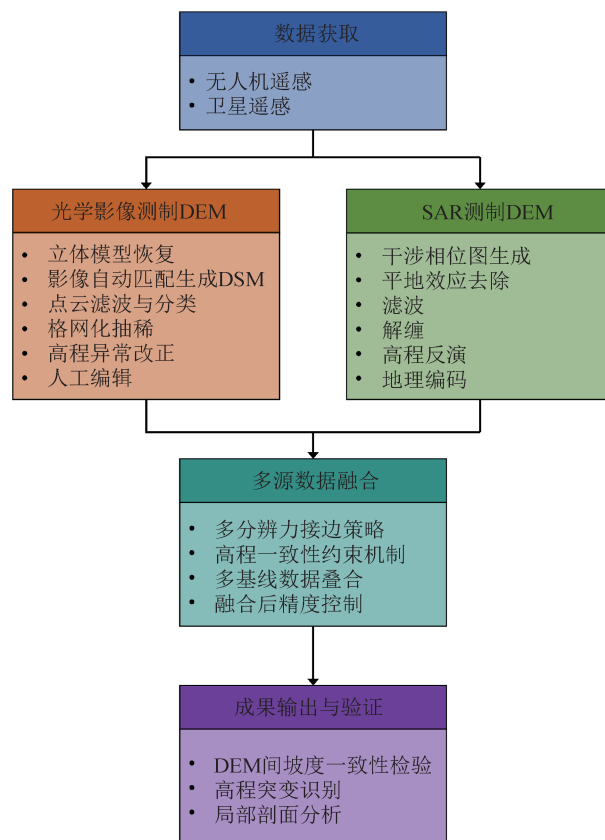 数据获取
• 无人机遥感
• 卫星遥感
光学影像测制DEM
• 立体模型恢复
• 影像自动匹配生成DSM
• 点云滤波与分类
• 格网化抽稀
• 高程异常改正
• 人工编辑
SAR测制DEM
• 干涉相位图生成
• 平地效应去除
• 滤波
• 解缠
• 高程反演
• 地理编码
多源数据融合
• 多分辨力接边策略
• 高程一致性约束机制
• 多基线数据叠合
• 融合后精度控制
成果输出与验证
• DEM间坡度一致性检验
• 高程突变识别
• 局部剖面分析